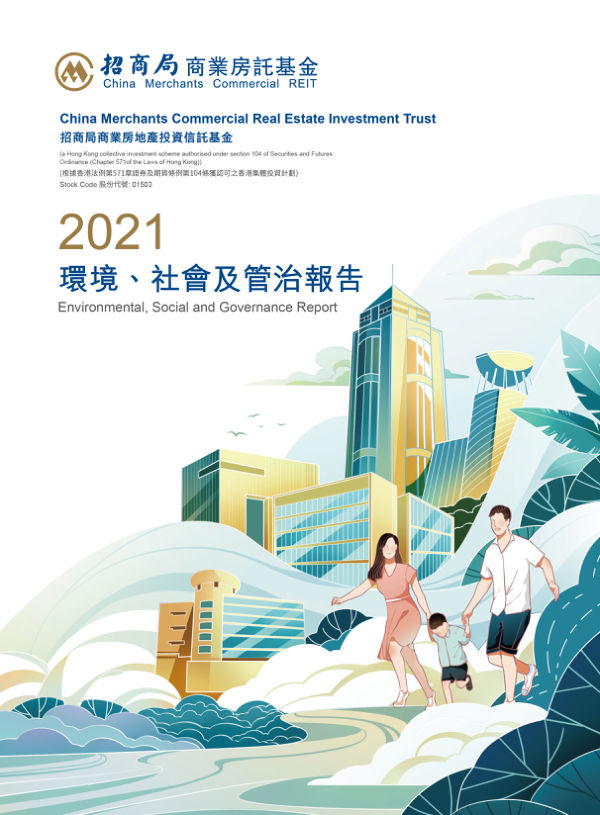 招商局 商業房託基金
China Merchants Commercial REIT
China Merchants Commercial Real Estate Investment Trust
招商局商業房地產投資信託基金
(a Hong Kong collective investment scheme authorised under section 104 of Securities and Futures
Ordinance (Chapter 571of the Laws of Hong Kong))
(根據香港法例第571章證券及期貨條例第104條獲認可之香港集體投資計劃)
Stock Code 股份代號: 01503
2021
環境、社會及管治報告
Environmental, Social and Governance Report